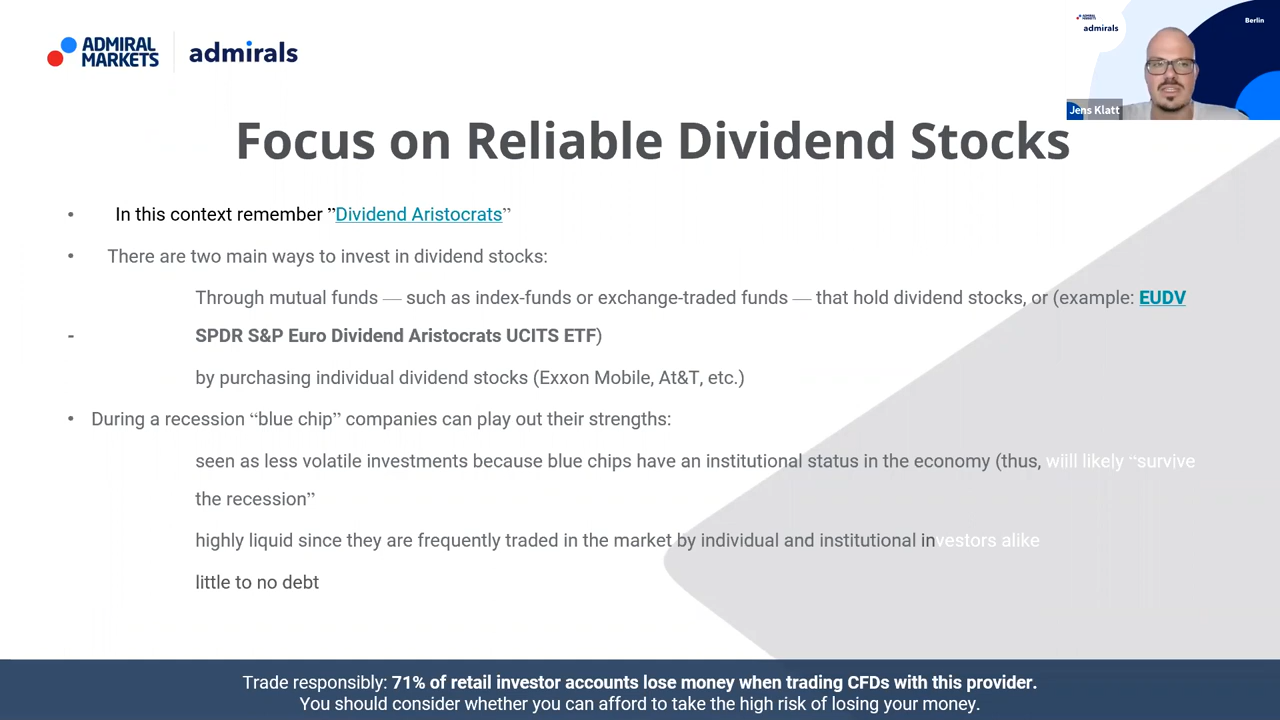 ADMIRAL
MARKETS
admirals
ADMIRAL
MARKETS
admirals
Berlin
Jens Klatt
Focus on Reliable Dividend Stocks
• In this context remember ”Dividend Aristocrats”
• There are two main ways to invest in dividend stocks:
Through mutual funds — such as index-funds or exchange-traded funds — that hold dividend stocks, or (example: EUDV
- SPDR S&P Euro Dividend Aristocrats UCITS ETF)
by purchasing individual dividend stocks (Exxon Mobile, At&T, etc.)
• During a recession “blue chip” companies can play out their strengths:
seen as less volatile investments because blue chips have an institutional status in the economy (thus, wiill likely “survive
the recession”
highly liquid since they are frequently traded in the market by individual and institutional investors alike
little to no debt
Trade responsibly: 71% of retail investor accounts lose money when trading CFDs with this provider.
You should consider whether you can afford to take the high risk of losing your money.